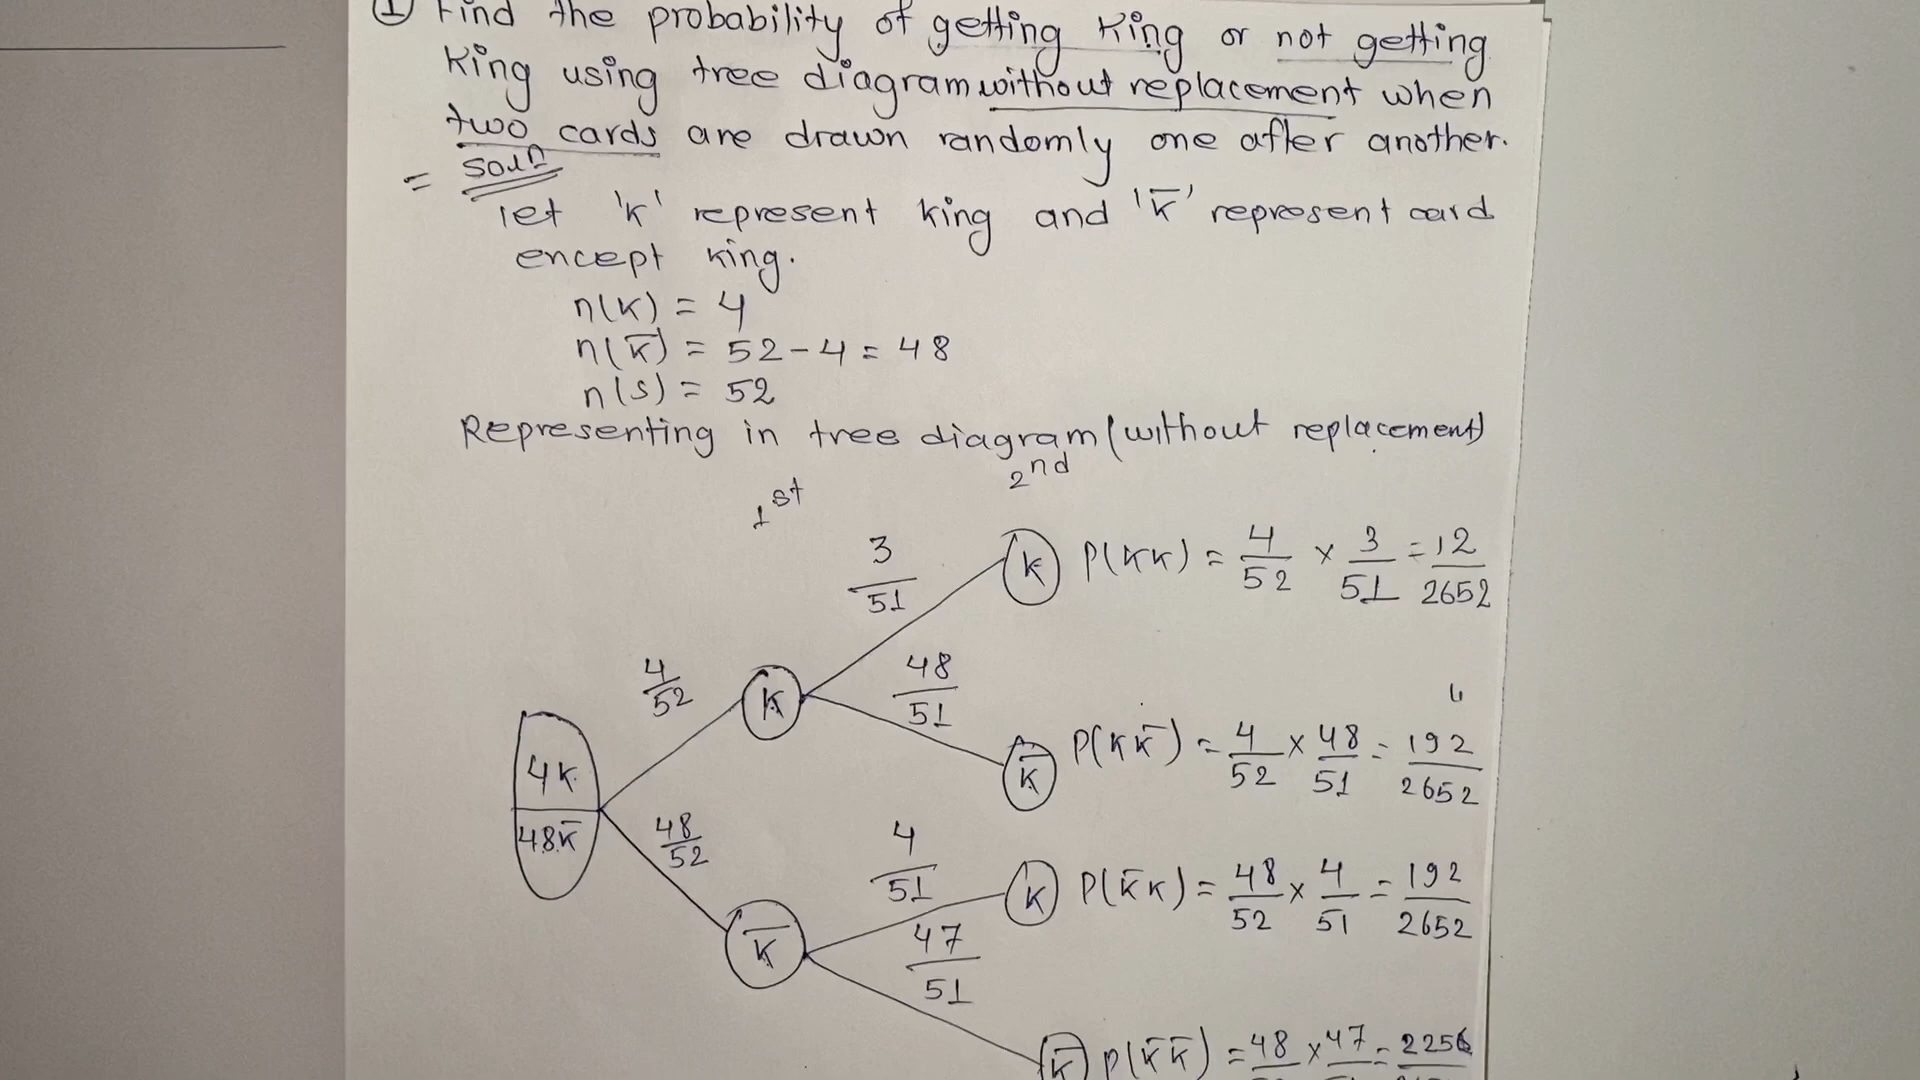 ① Find the probability of getting King or not getting
King using tree diagram without replacement when
two cards are drawn randomly one after another.
= Soln
let 'K' represent king and 'K̅' represent card
encept king.
n(K) = 4
n(K̅) = 52 - 4 = 48
n(S) = 52
Representing in tree diagram (without replacement)
1st 2nd
3/51 K P(KK) = 4/52 × 3/51 = 12/2652
4/52 K 48/51
K̅ P(KK̅) = 4/52 × 48/51 = 192/2652
4K
48K̅ 48/52
4/51 K P(K̅K) = 48/52 × 4/51 = 192/2652
K̅ 47/51
K̅ P(K̅K̅) = 48 × 47 = 2256